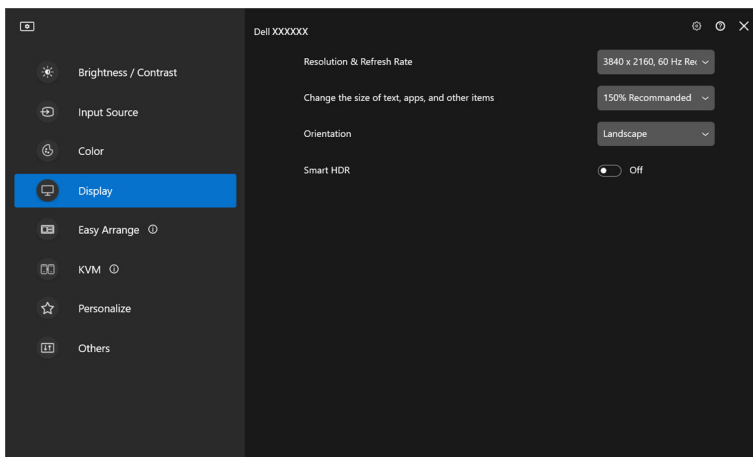 Dell XXXXXX
Brightness / Contrast
Input Source
Color
Display
Easy Arrange
KVM
Personalize
Others
Resolution & Refresh Rate
3840 x 2160, 60 Hz Rec
Change the size of text, apps, and other items
150% Recommanded
Orientation
Landscape
Smart HDR
Off